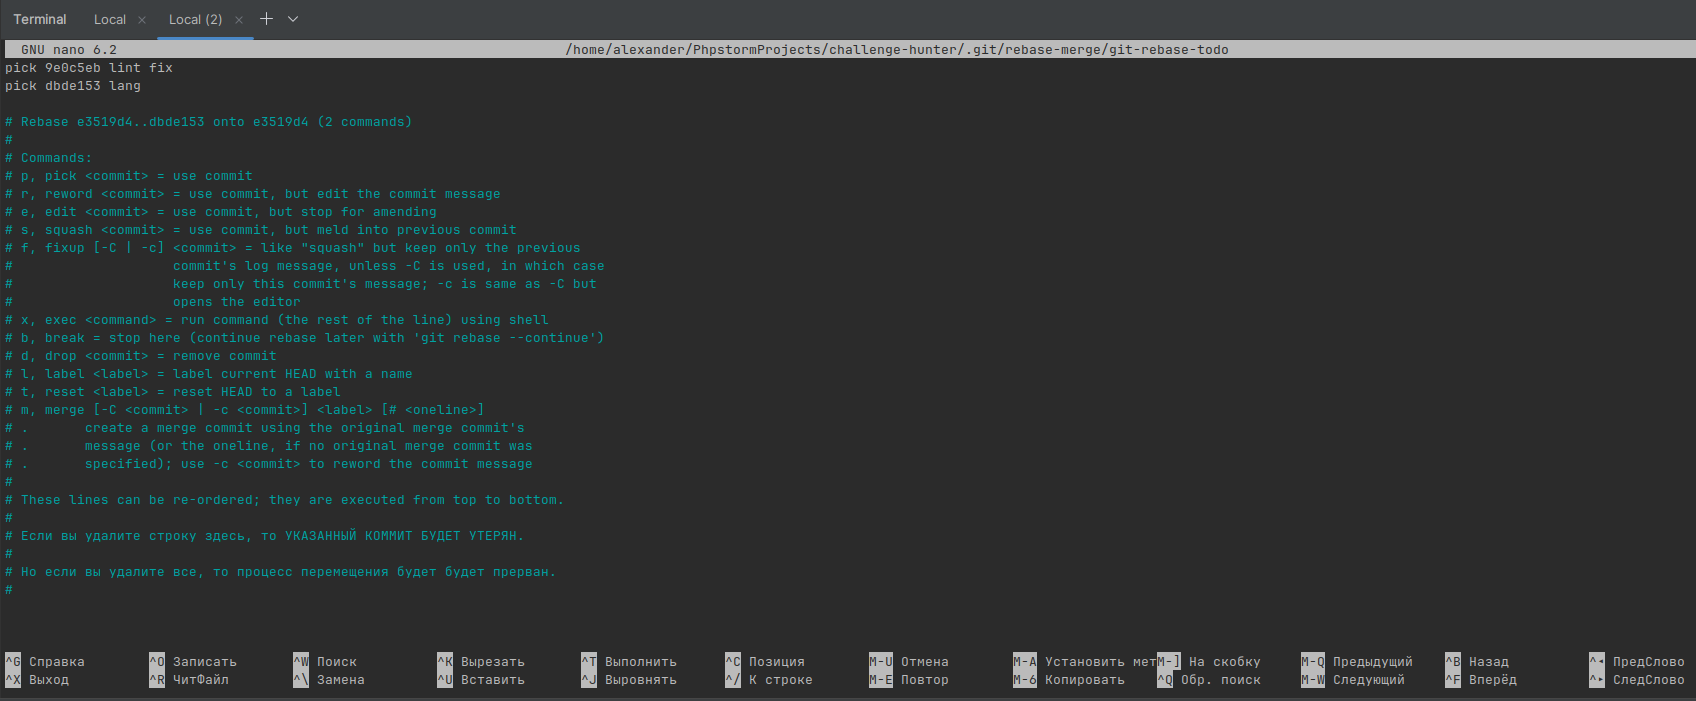 Terminal Local × Local (2) ×
GNU nano 6.2 /home/alexander/PhpstormProjects/challenge-hunter/.git/rebase-merge/git-rebase-todo
pick 9e0c5eb lint fix
pick dbde153 lang
# Rebase e3519d4..dbde153 onto e3519d4 (2 commands)
#
# Commands:
# p, pick <commit> = use commit
# r, reword <commit> = use commit, but edit the commit message
# e, edit <commit> = use commit, but stop for amending
# s, squash <commit> = use commit, but meld into previous commit
# f, fixup [-C | -c] <commit> = like "squash" but keep only the previous
#                    commit's log message, unless -C is used, in which case
#                    keep only this commit's message; -c is same as -C but
#                    opens the editor
# x, exec <command> = run command (the rest of the line) using shell
# b, break = stop here (continue rebase later with 'git rebase --continue')
# d, drop <commit> = remove commit
# l, label <label> = label current HEAD with a name
# t, reset <label> = reset HEAD to a label
# m, merge [-C <commit> | -c <commit>] <label> [# <oneline>]
# .       create a merge commit using the original merge commit's
# .       message (or the oneline, if no original merge commit was
# .       specified); use -c <commit> to reword the commit message
#
# These lines can be re-ordered; they are executed from top to bottom.
#
# Если вы удалите строку здесь, то УКАЗАННЫЙ КОММИТ БУДЕТ УТЕРЯН.
#
# Но если вы удалите все, то процесс перемещения будет будет прерван.
#
^G Справка ^O Записать ^W Поиск ^K Вырезать ^T Выполнить ^C Позиция M-U Отмена M-A Установить мет M-] На скобку M-Q Предыдущий ^B Назад ^◂ ПредСлово
^X Выход ^R ЧитФайл ^\ Замена ^U Вставить ^J Выровнять ^/ К строке M-E Повтор M-6 Копировать ^Q Обр. поиск M-W Следующий ^F Вперёд ^▸ СледСлово